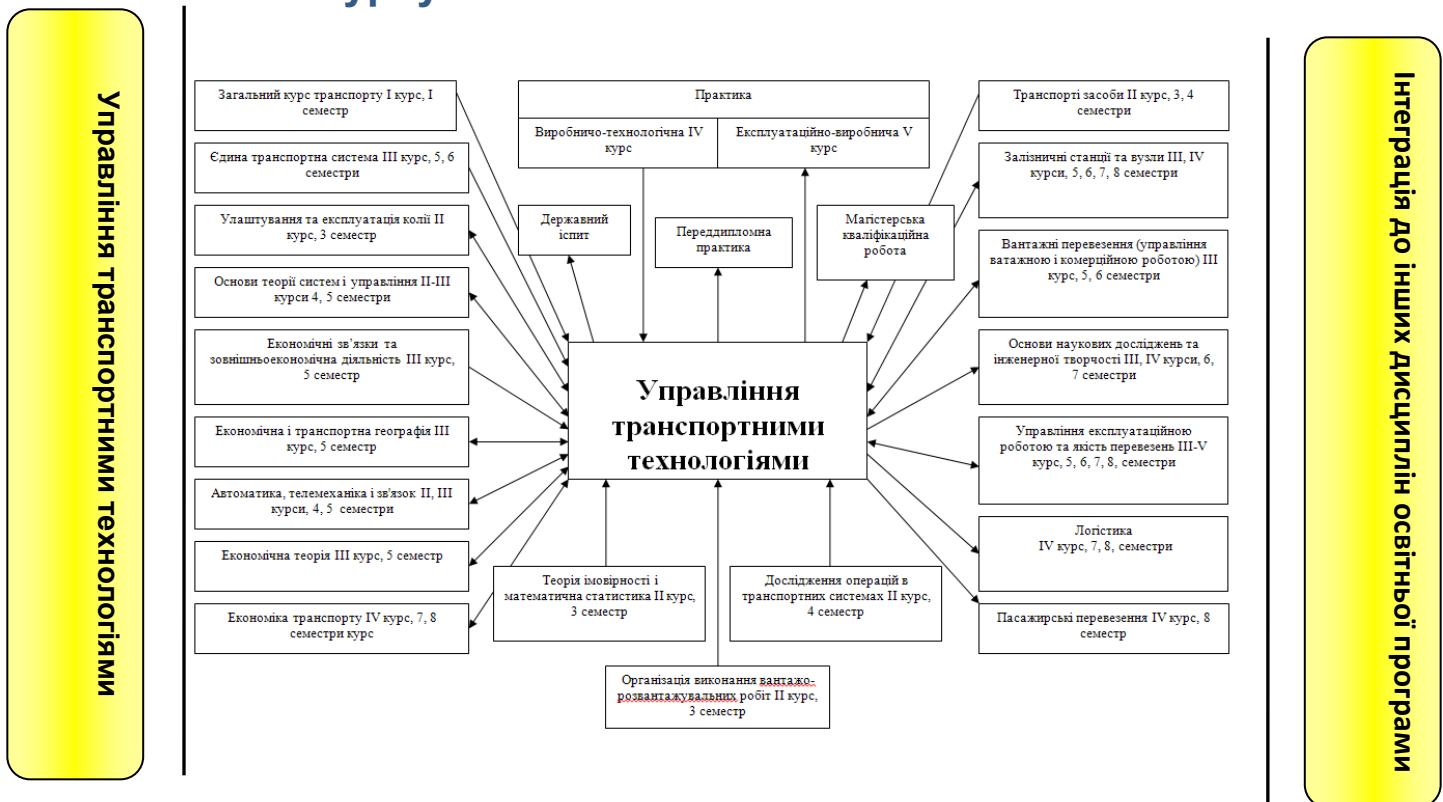 Управління транспортними технологіями
Загальний курс транспорту І курс, І
семестр
Єдина транспортна система ІІІ курс, 5, 6
семестри
Улаштування та експлуатація колії ІІ
курс, 3 семестр
Основи теорії систем і управління ІІ-ІІІ
курси 4, 5 семестри
Економічні зв’язки та
зовнішньоекономічна діяльність ІІІ курс,
5 семестр
Економічна і транспортна географія ІІІ
курс, 5 семестр
Автоматика, телемеханіка і зв'язок ІІ, ІІІ
курси, 4, 5 семестри
Економічна теорія ІІІ курс, 5 семестр
Економіка транспорту IV курс, 7, 8
семестри курс
Практика
Виробничо-технологічна IV
курс
Експлуатаційно-виробнича V
курс
Державний
іспит
Переддипломна
практика
Магістерська
кваліфікаційна
робота
Управління
транспортними
технологіями
Теорія імовірності і
математична статистика ІІ курс,
3 семестр
Дослідження операцій в
транспортних системах ІІ курс,
4 семестр
Організація виконання вантажо-
розвантажувальних робіт ІІ курс,
3 семестр
Транспорті засоби ІІ курс, 3, 4
семестри
Залізничні станції та вузли ІІІ, IV
курси, 5, 6, 7, 8 семестри
Вантажні перевезення (управління
ватажною і комерційною роботою) ІІІ
курс, 5, 6 семестри
Основи наукових досліджень та
інженерної творчості ІІІ, IV курси, 6,
7 семестри
Управління експлуатаційною
роботою та якість перевезень ІІІ-V
курс, 5, 6, 7, 8, семестри
Логістика
IV курс, 7, 8, семестри
Пасажирські перевезення IV курс, 8
семестр
Інтеграція до інших дисциплін освітньої програми